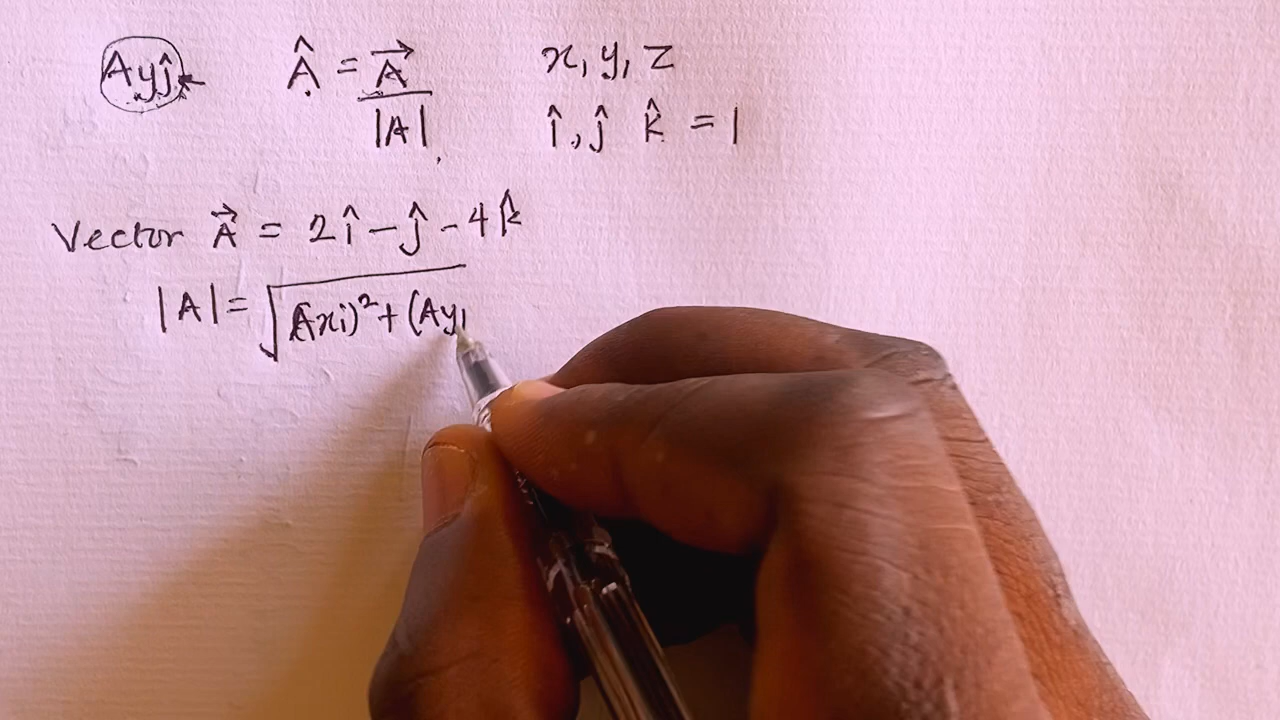 Ayĵ Â = A⃗ / |A| x, y, z
î, ĵ k̂ = 1
Vector A⃗ = 2î - ĵ - 4k̂
|A| = √(Axi)² + (Ay